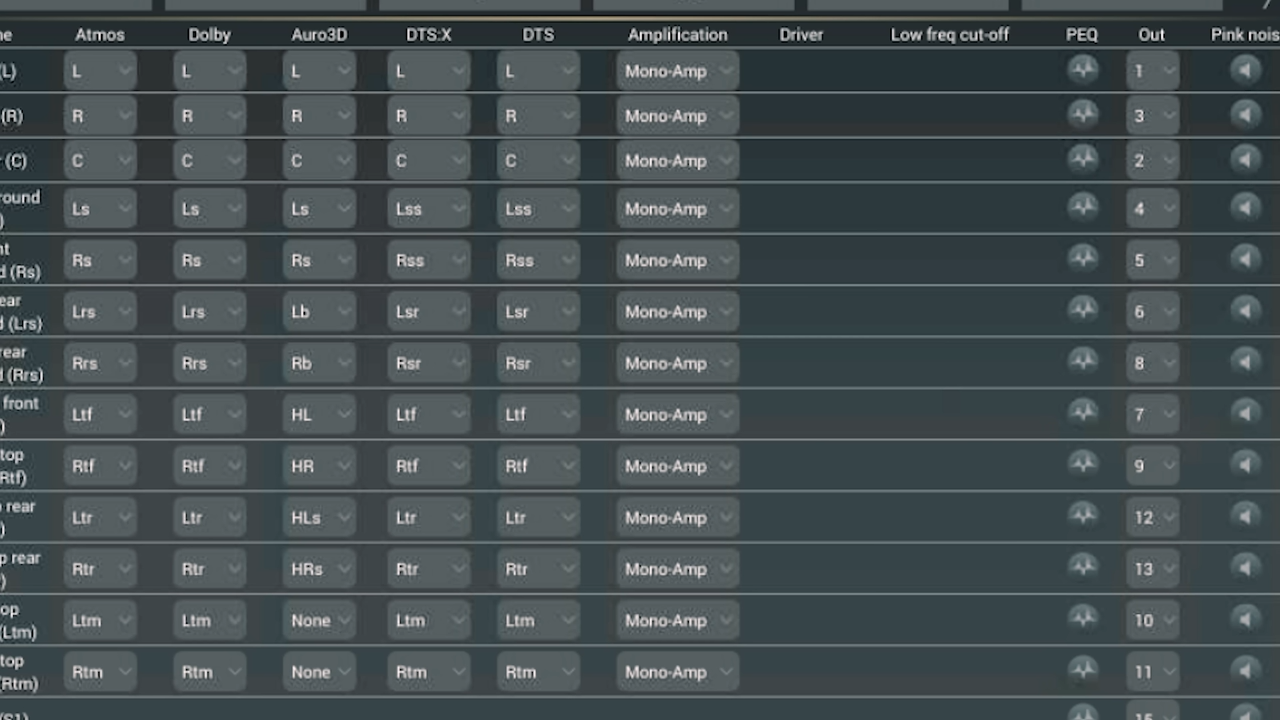 Atmos Dolby Auro3D DTS:X DTS Amplification Driver Low freq cut-off PEQ Out Pink nois
(L) L L L L L Mono-Amp 1
(R) R R R R R Mono-Amp 3
(C) C C C C C Mono-Amp 2
round
) Ls Ls Ls Lss Lss Mono-Amp 4
d (Rs) Rs Rs Rs Rss Rss Mono-Amp 5
ear
d (Lrs) Lrs Lrs Lb Lsr Lsr Mono-Amp 6
rear
d (Rrs) Rrs Rrs Rb Rsr Rsr Mono-Amp 8
front
) Ltf Ltf HL Ltf Ltf Mono-Amp 7
top
Rtf) Rtf Rtf HR Rtf Rtf Mono-Amp 9
rear
) Ltr Ltr HLs Ltr Ltr Mono-Amp 12
p rear
) Rtr Rtr HRs Rtr Rtr Mono-Amp 13
op
(Ltm) Ltm Ltm None Ltm Ltm Mono-Amp 10
top
(Rtm) Rtm Rtm None Rtm Rtm Mono-Amp 11